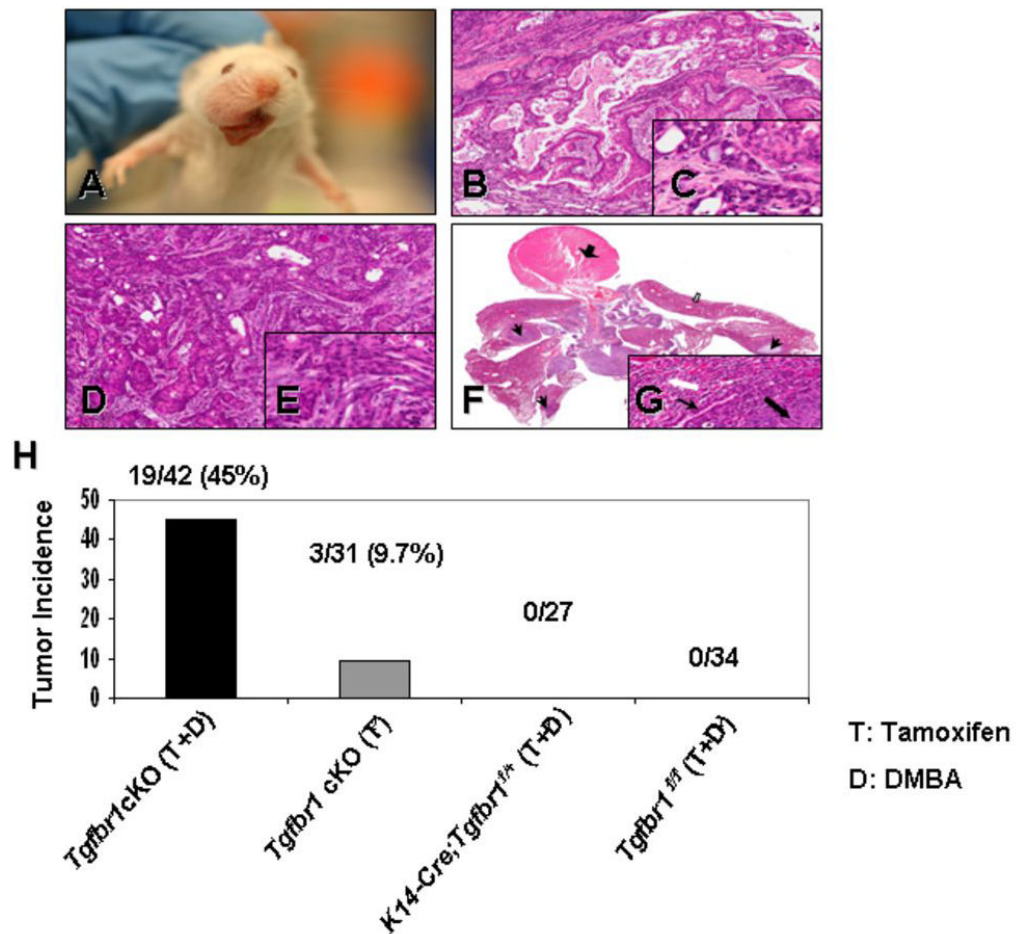 A
B
C
D
E
F
G
H
19/42 (45%)
3/31 (9.7%)
0/27
0/34
Tumor Incidence
50
40
30
20
10
0
Tgfbr1cKO (T+D)
Tgfbr1 cKO (T)
K14-Cre;Tgfbr1f/+ (T+D)
Tgfbr1 f/f (T+D)
T: Tamoxifen
D: DMBA